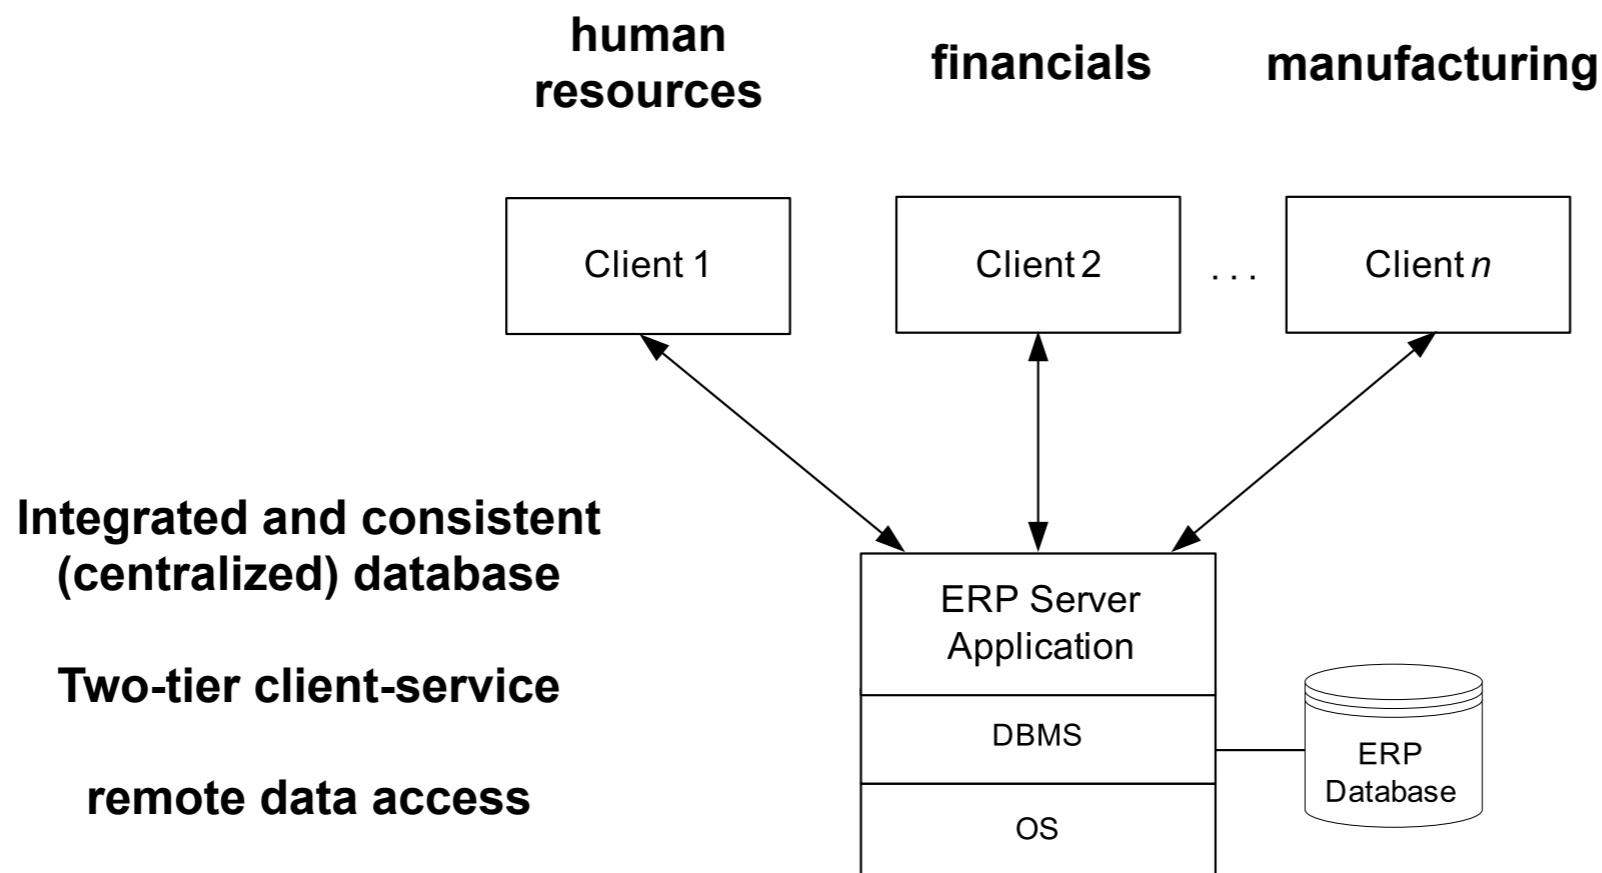 human
resources
financials
manufacturing
Client 1
Client 2
. . .
Client n
Integrated and consistent
(centralized) database
Two-tier client-service
remote data access
ERP Server
Application
DBMS
OS
ERP
Database